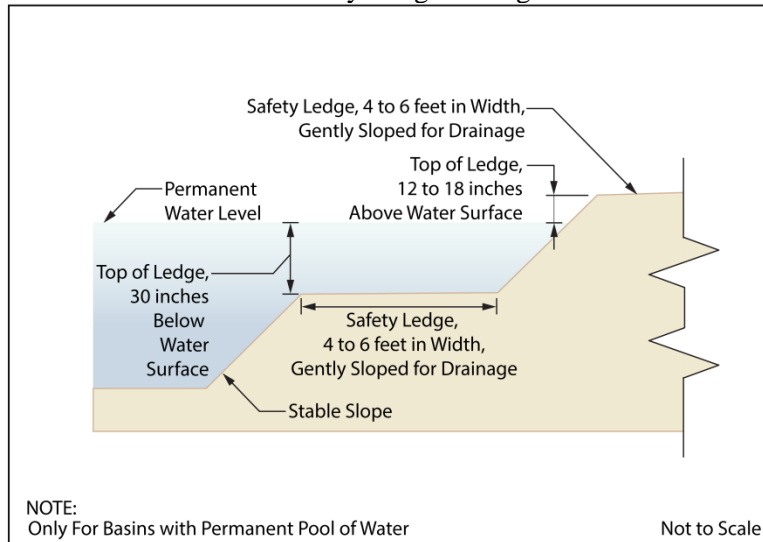 Safety Ledge, 4 to 6 feet in Width,
Gently Sloped for Drainage
Top of Ledge,
12 to 18 inches
Above Water Surface
Permanent
Water Level
Top of Ledge,
30 inches
Below
Water
Surface
Safety Ledge,
4 to 6 feet in Width,
Gently Sloped for Drainage
Stable Slope
NOTE:
Only For Basins with Permanent Pool of Water
Not to Scale